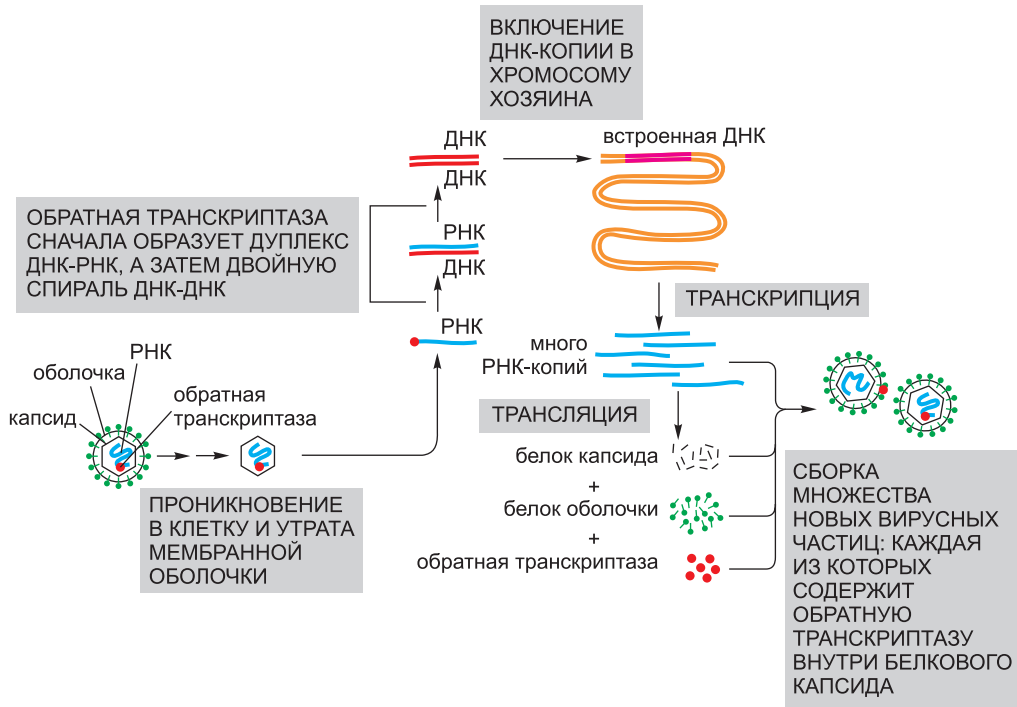 ВКЛЮЧЕНИЕ
ДНК-КОПИИ В
ХРОМОСОМУ
ХОЗЯИНА
ДНК
ДНК
встроенная ДНК
ОБРАТНАЯ ТРАНСКРИПТАЗА
СНАЧАЛА ОБРАЗУЕТ ДУПЛЕКС
ДНК-РНК, А ЗАТЕМ ДВОЙНУЮ
СПИРАЛЬ ДНК-ДНК
РНК
ДНК
РНК
ТРАНСКРИПЦИЯ
много
РНК-копий
РНК
оболочка
капсид
обратная
транскриптаза
ПРОНИКНОВЕНИЕ
В КЛЕТКУ И УТРАТА
МЕМБРАННОЙ
ОБОЛОЧКИ
ТРАНСЛЯЦИЯ
белок капсида
+
белок оболочки
+
обратная транскриптаза
СБОРКА
МНОЖЕСТВА
НОВЫХ ВИРУСНЫХ
ЧАСТИЦ: КАЖДАЯ
ИЗ КОТОРЫХ
СОДЕРЖИТ
ОБРАТНУЮ
ТРАНСКРИПТАЗУ
ВНУТРИ БЕЛКОВОГО
КАПСИДА